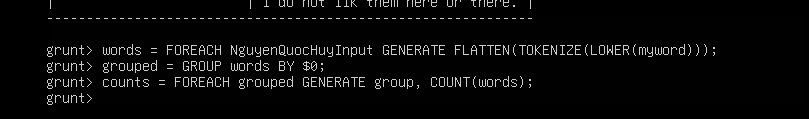 | | I do not lik them here or there. |
---------------------------------------------------------------
grunt> words = FOREACH NguyenQuocHuyInput GENERATE FLATTEN(TOKENIZE(LOWER(myword)));
grunt> grouped = GROUP words BY $0;
grunt> counts = FOREACH grouped GENERATE group, COUNT(words);
grunt>